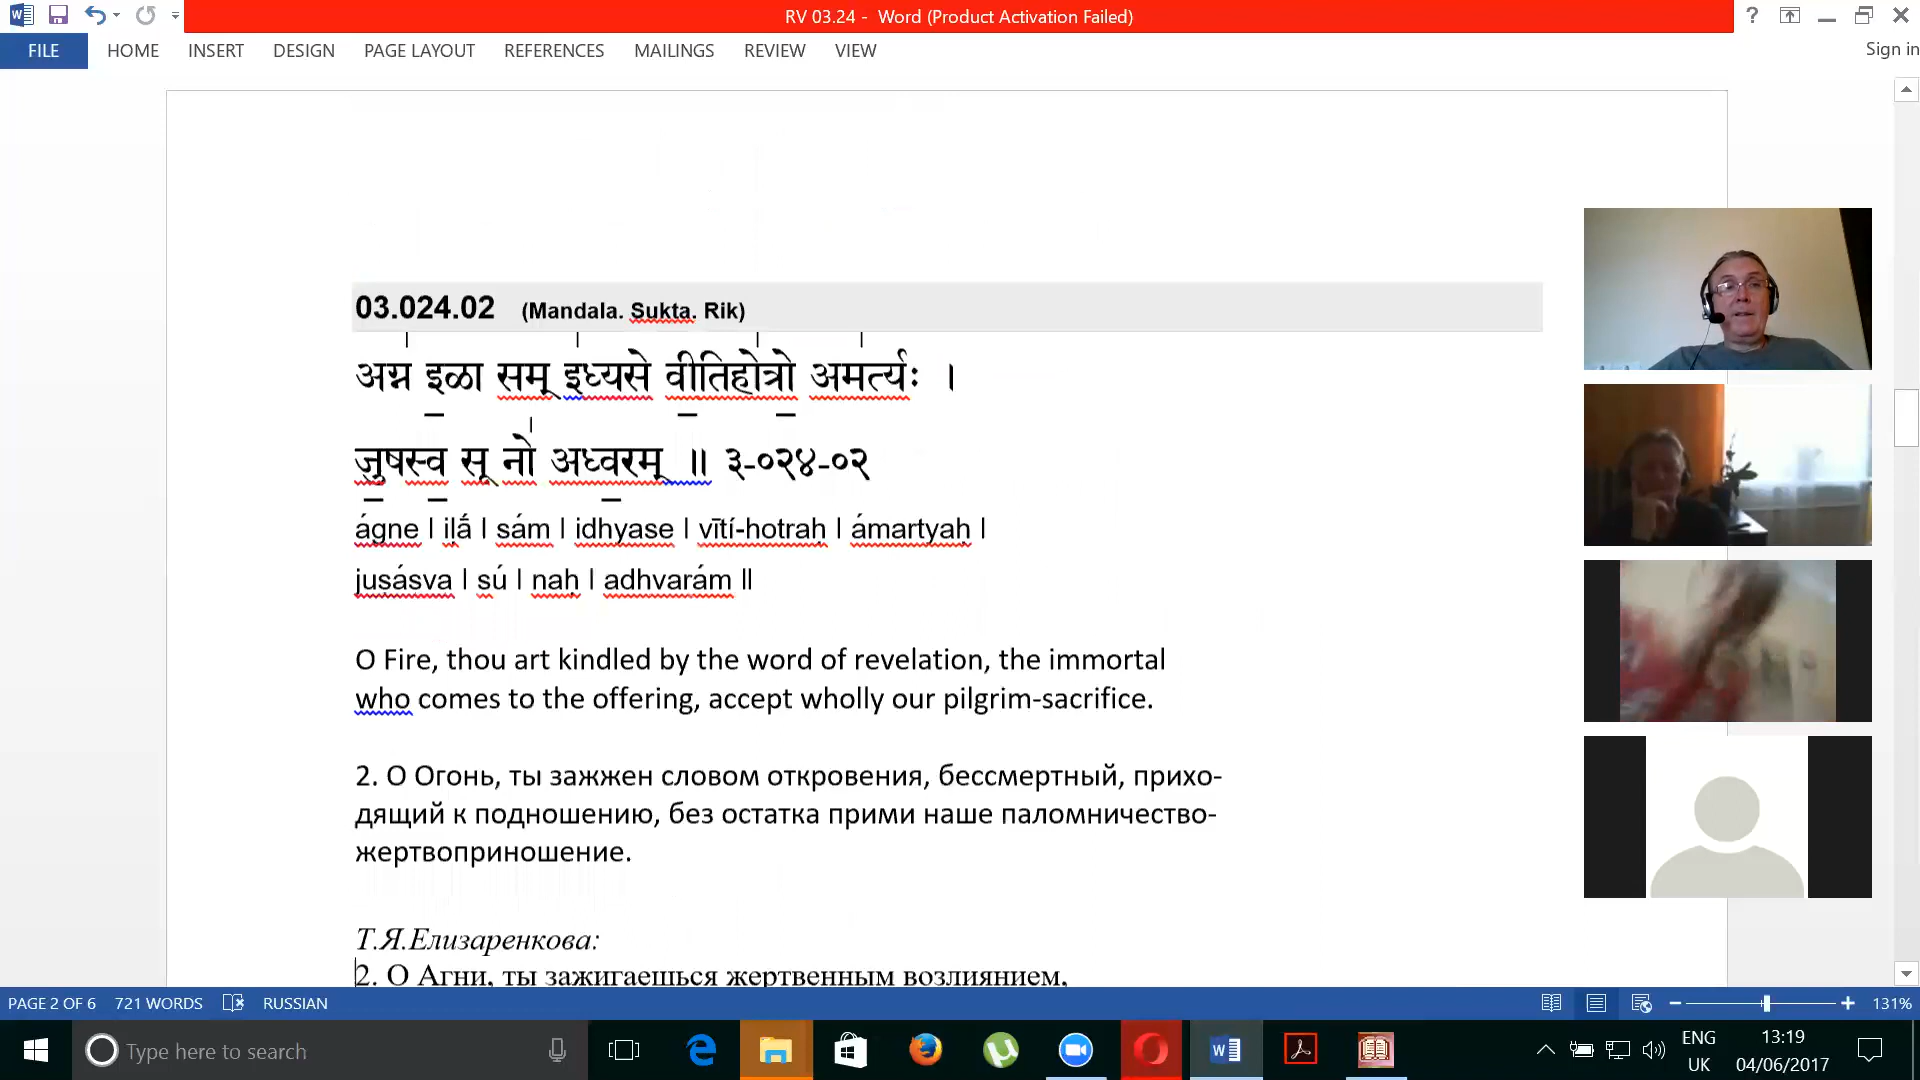 RV 03.24 -  Word (Product Activation Failed)
FILE HOME INSERT DESIGN PAGE LAYOUT REFERENCES MAILINGS REVIEW VIEW Sign in
03.024.02 (Mandala. Sukta. Rik)
अग्न इळा समू इध्यसे वीतिहोत्रो अमर्त्यः ।
जुषस्व सू नो अध्वरम् ॥ ३-०२४-०२
ágne | iḷā́ | sám | idhyase | vītí-hotraḥ | ámartyaḥ |
juṣásva | sú | naḥ | adhvarám ||
O Fire, thou art kindled by the word of revelation, the immortal
who comes to the offering, accept wholly our pilgrim-sacrifice.
2. О Огонь, ты зажжен словом откровения, бессмертный, прихо-
дящий к подношению, без остатка прими наше паломничество-
жертвоприношение.
Т.Я.Елизаренкова:
2. О Агни, ты зажигаешься жертвенным возлиянием,
PAGE 2 OF 6 721 WORDS RUSSIAN 131%
Type here to search
ENG 13:19
UK 04/06/2017